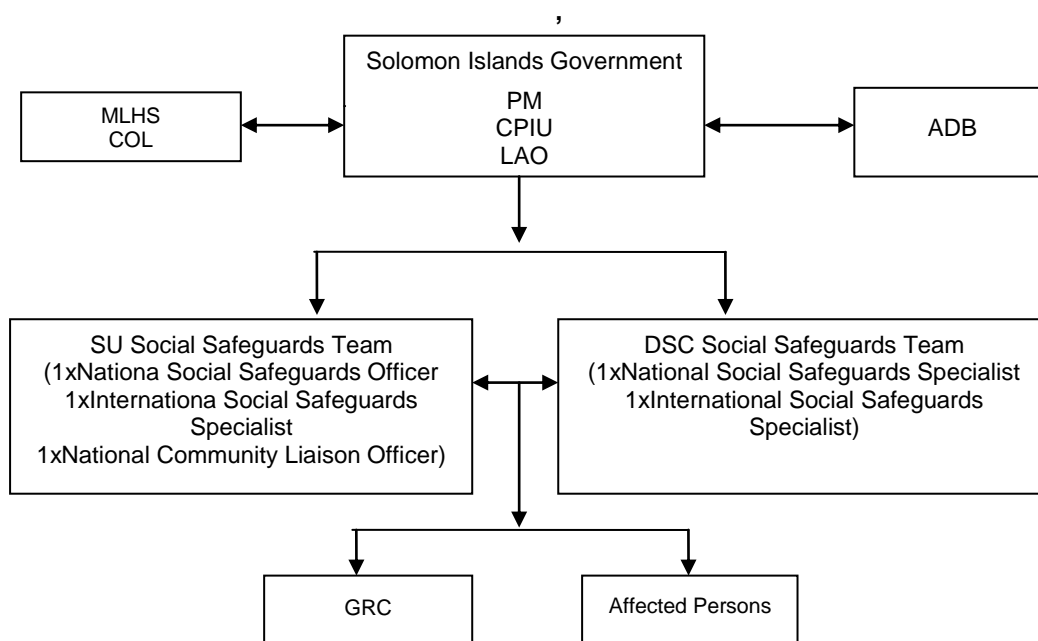 ,
Solomon Islands Government
PM
CPIU
LAO
MLHS
COL
ADB
SU Social Safeguards Team
(1xNationa Social Safeguards Officer
1xInternationa Social Safeguards
Specialist
1xNational Community Liaison Officer)
DSC Social Safeguards Team
(1xNational Social Safeguards Specialist
1xInternational Social Safeguards
Specialist)
GRC
Affected Persons